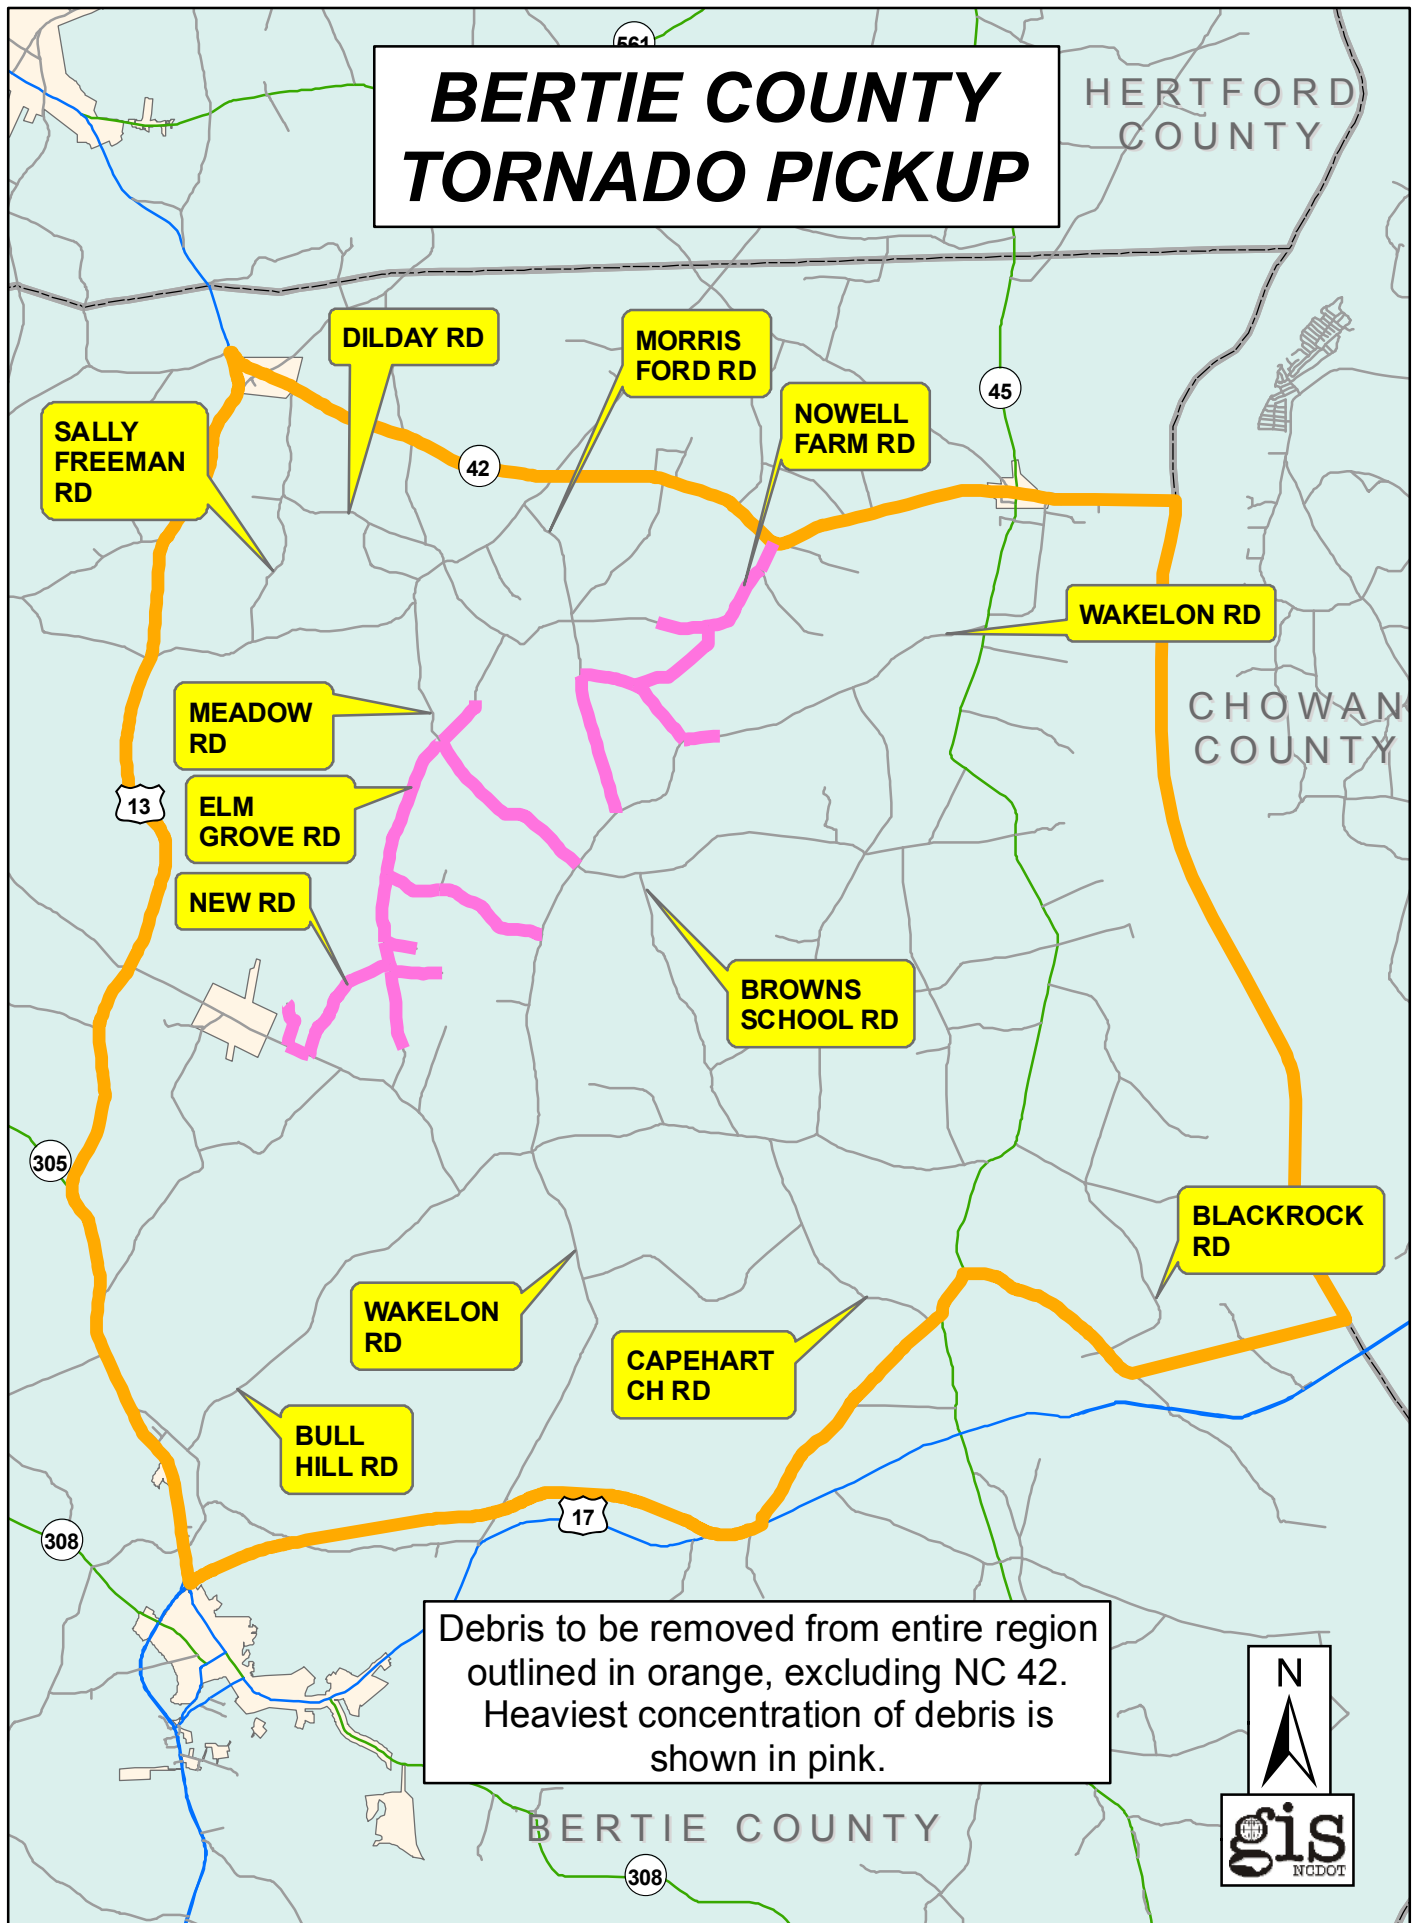 561
BERTIE COUNTY
TORNADO PICKUP
HERTFORD
COUNTY
DILDAY RD
MORRIS
FORD RD
45
NOWELL
FARM RD
SALLY
FREEMAN
RD
42
WAKELON RD
MEADOW
RD
CHOWAN
COUNTY
13
ELM
GROVE RD
NEW RD
BROWNS
SCHOOL RD
305
BLACKROCK
RD
WAKELON
RD
CAPEHART
CH RD
BULL
HILL RD
17
308
Debris to be removed from entire region
outlined in orange, excluding NC 42.
Heaviest concentration of debris is
shown in pink.
N
BERTIE COUNTY
gis
NCDOT
308